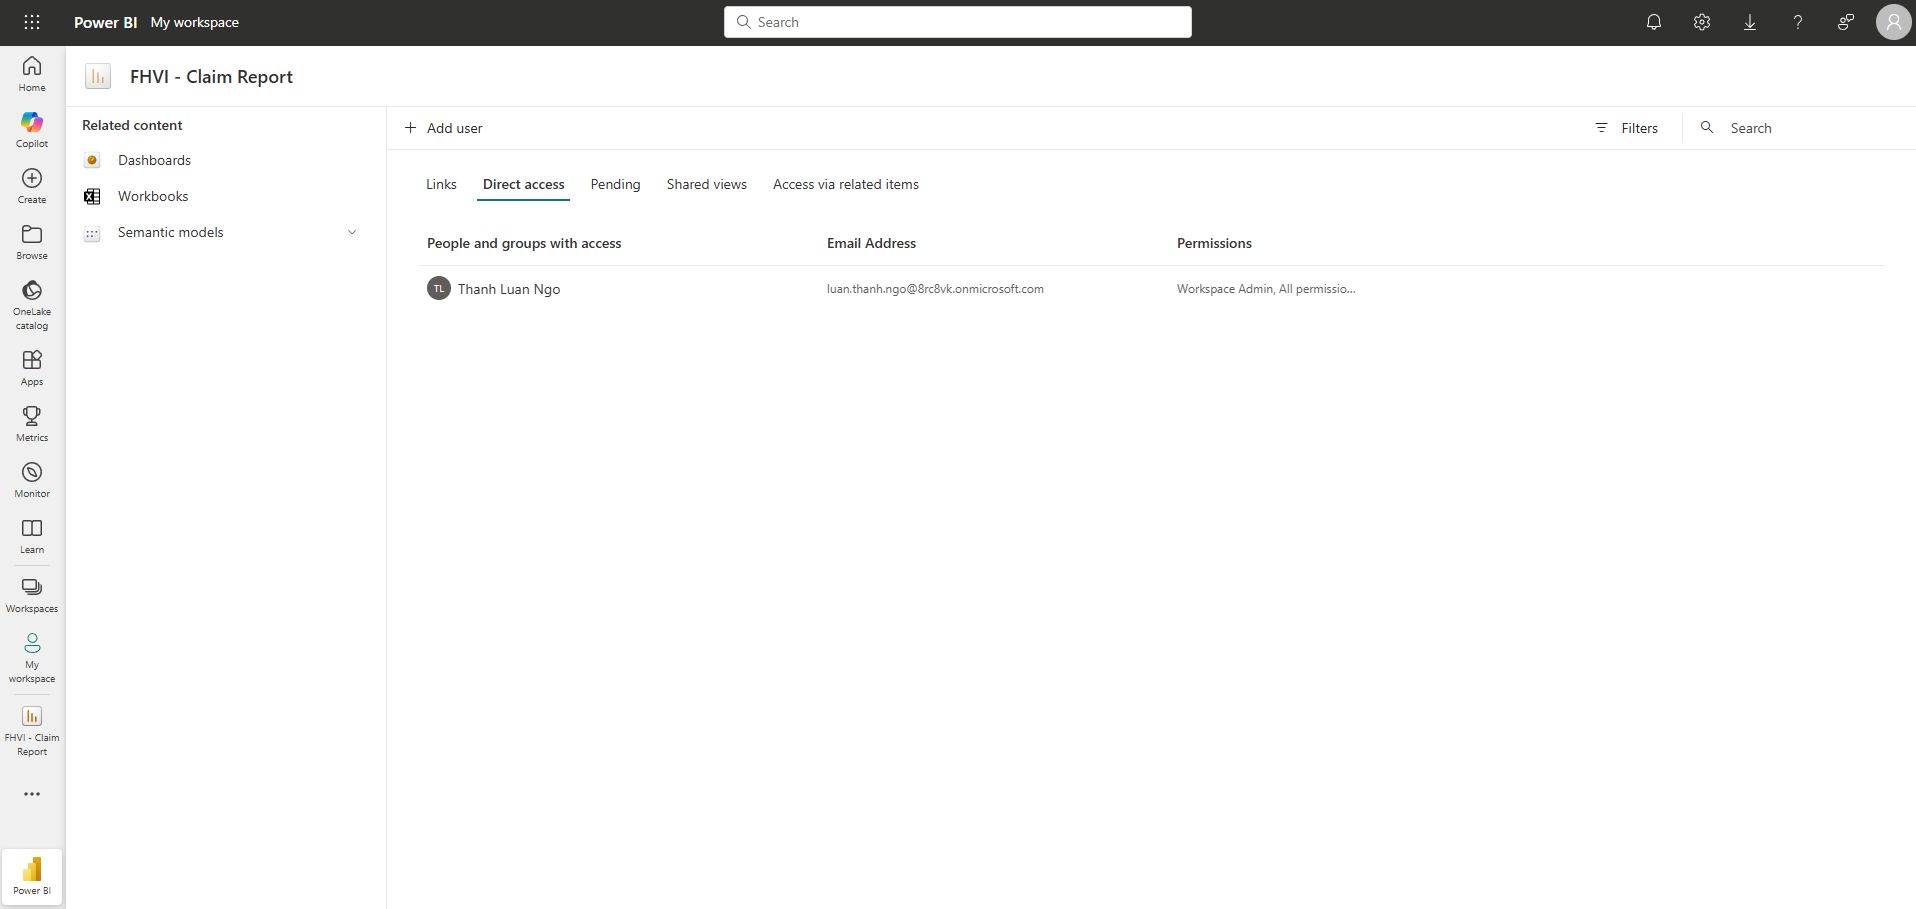 Power BI My workspace
Search
Home
Copilot
Create
Browse
OneLake
catalog
Apps
Metrics
Monitor
Learn
Workspaces
My
workspace
FHVI - Claim
Report
Power BI
FHVI - Claim Report
Related content
Dashboards
Workbooks
Semantic models
Add user
Filters
Search
Links Direct access Pending Shared views Access via related items
People and groups with access Email Address Permissions
TL Thanh Luan Ngo luan.thanh.ngo@8rc8vk.onmicrosoft.com Workspace Admin, All permissio...